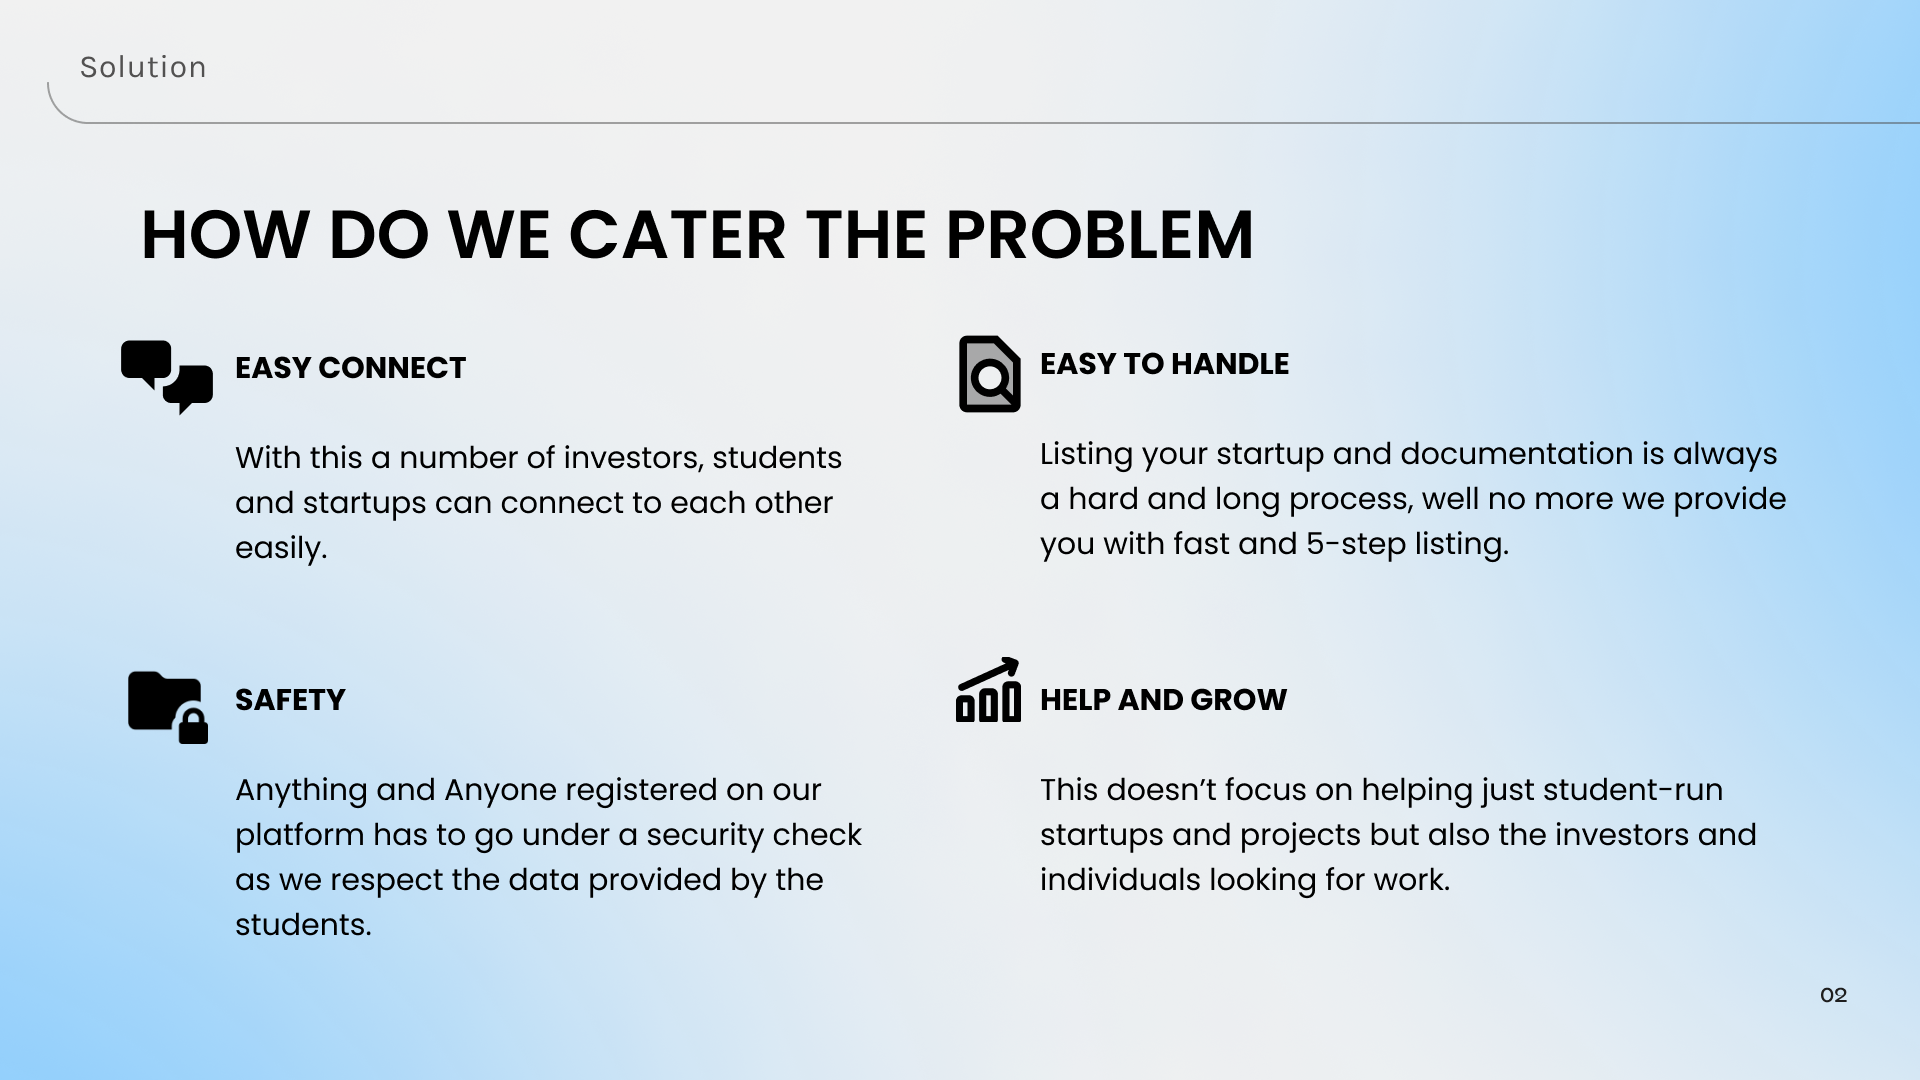 Solution
HOW DO WE CATER THE PROBLEM
EASY CONNECT
With this a number of investors, students
and startups can connect to each other
easily.
EASY TO HANDLE
Listing your startup and documentation is always
a hard and long process, well no more we provide
you with fast and 5-step listing.
SAFETY
Anything and Anyone registered on our
platform has to go under a security check
as we respect the data provided by the
students.
HELP AND GROW
This doesn’t focus on helping just student-run
startups and projects but also the investors and
individuals looking for work.
02